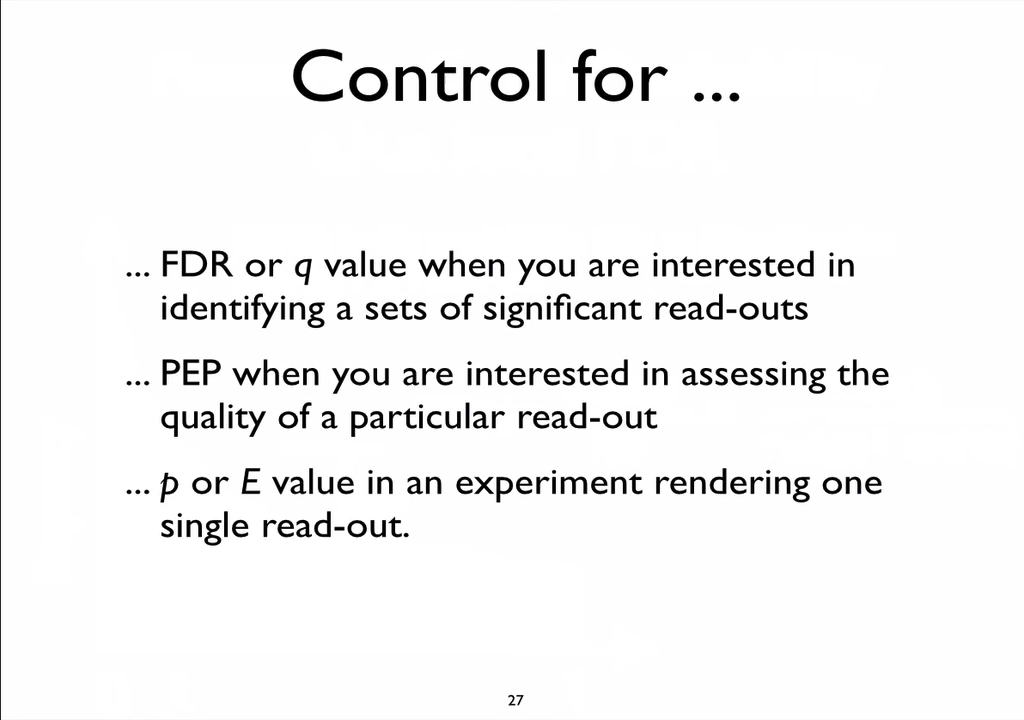 Control for ...
... FDR or q value when you are interested in
identifying a sets of significant read-outs
... PEP when you are interested in assessing the
quality of a particular read-out
... p or E value in an experiment rendering one
single read-out.
27